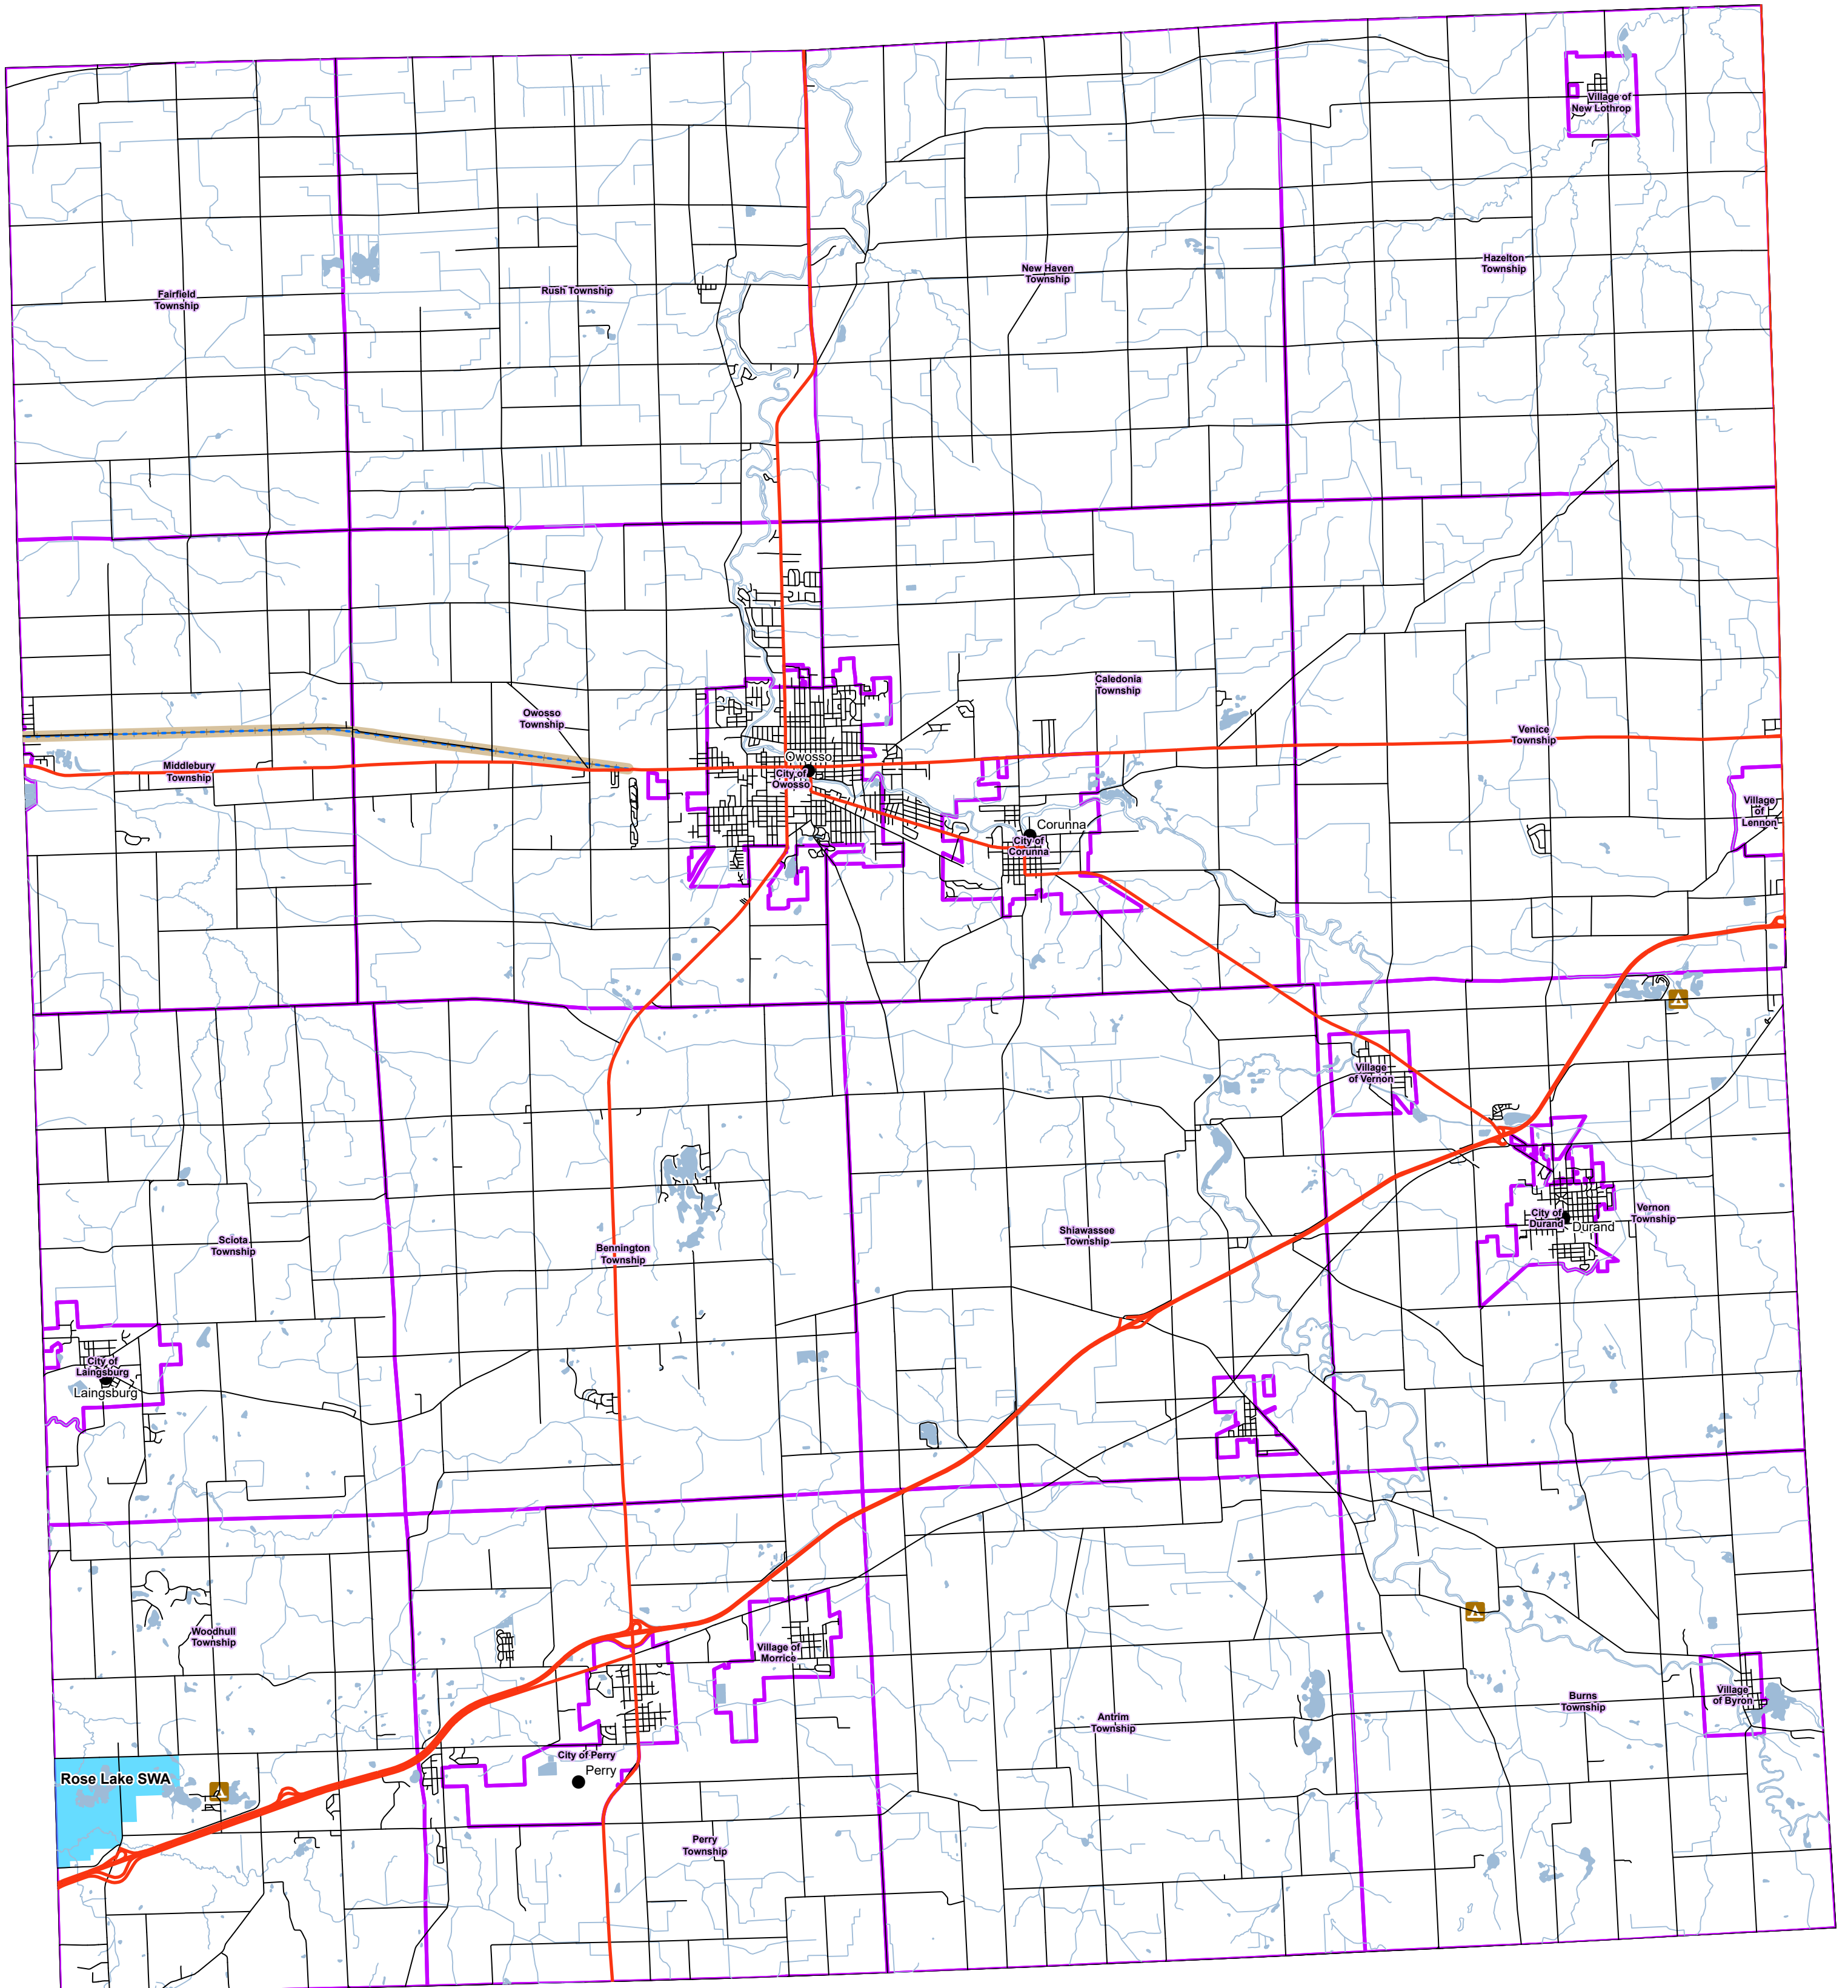 Village of
New Lothrop
Hazelton
Township
New Haven
Township
Rush Township
Fairfield
Township
Caledonia
Township
Owosso
Township
Venice
Township
Middlebury
Township
Owosso
City of
Owosso
Village
of
Lennon
Corunna
City of
Corunna
Village
of Vernon
City of
Durand
Durand
Vernon
Township
Shiawassee
Township
Sciota
Township
Bennington
Township
City of
Laingsburg
Laingsburg
Woodhull
Township
Village of
Morrice
Village
of Byron
Burns
Township
Antrim
Township
City of Perry
Perry
Rose Lake SWA
Perry
Township